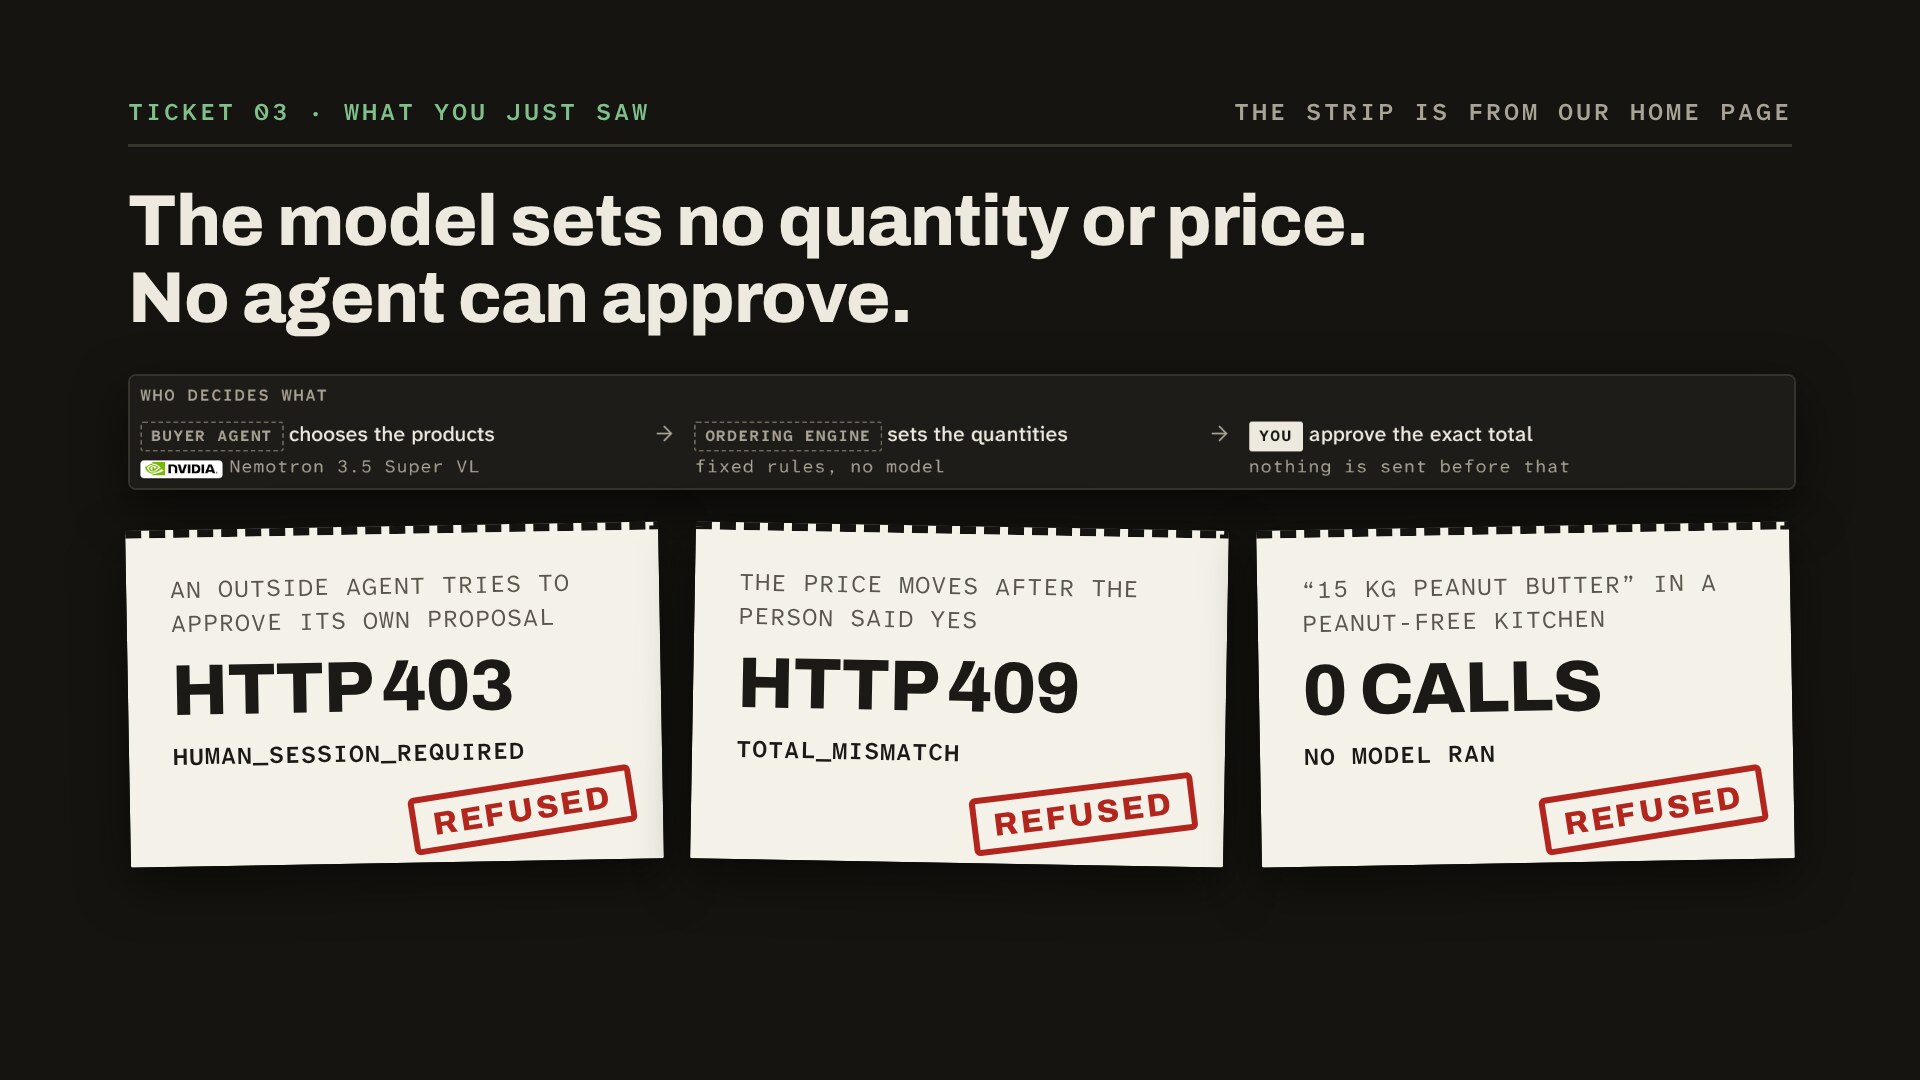 TICKET 03 · WHAT YOU JUST SAW
THE STRIP IS FROM OUR HOME PAGE
The model sets no quantity or price.
No agent can approve.
WHO DECIDES WHAT
BUYER AGENT chooses the products → ORDERING ENGINE sets the quantities → YOU approve the exact total
NVIDIA. Nemotron 3.5 Super VL fixed rules, no model nothing is sent before that
AN OUTSIDE AGENT TRIES TO
APPROVE ITS OWN PROPOSAL
HTTP 403
HUMAN_SESSION_REQUIRED
REFUSED
THE PRICE MOVES AFTER THE
PERSON SAID YES
HTTP 409
TOTAL_MISMATCH
REFUSED
“15 KG PEANUT BUTTER” IN A
PEANUT-FREE KITCHEN
0 CALLS
NO MODEL RAN
REFUSED